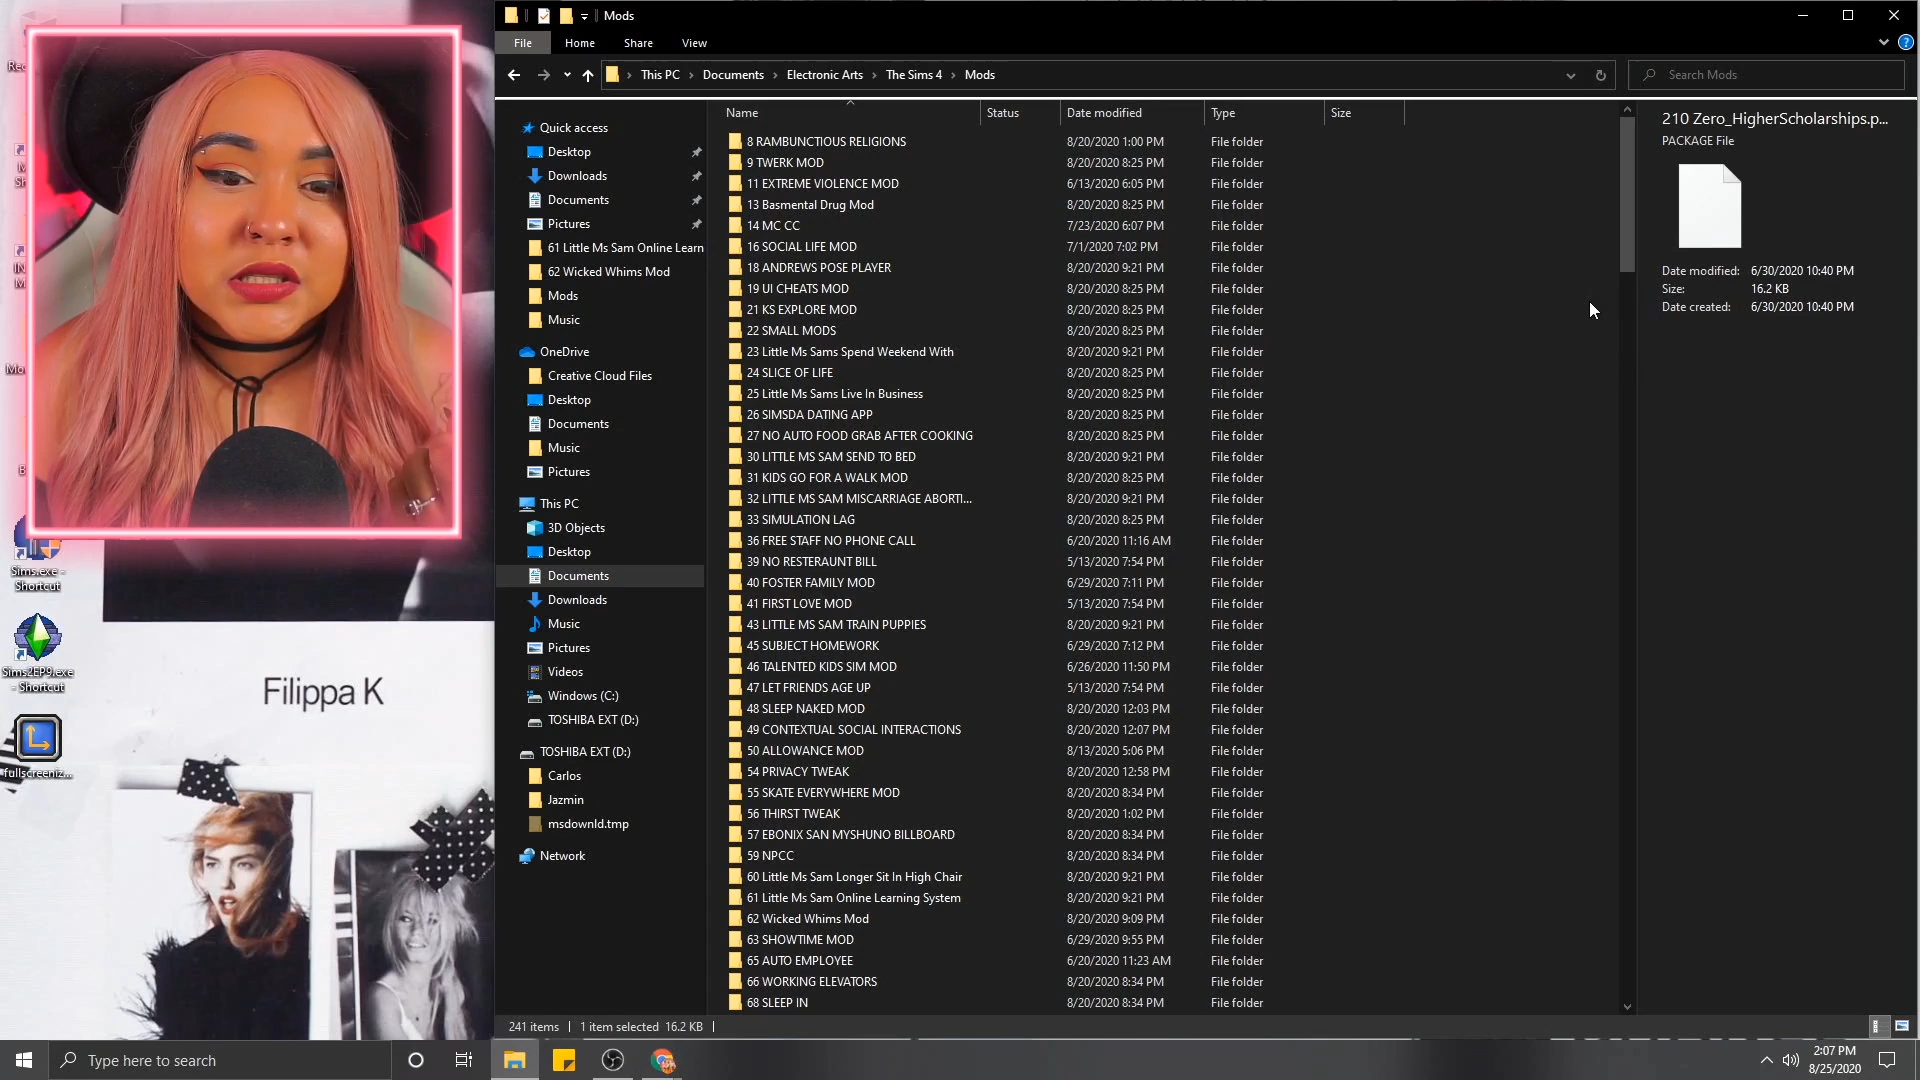 Mods
File
Home
Share
View
This PC
Documents
Electronic Arts
The Sims 4
Mods
Search Mods
Name
Status
Date modified
Type
Size
Quick access
Desktop
Downloads
Documents
Pictures
61 Little Ms Sam Online Learn
62 Wicked Whims Mod
Mods
Music
OneDrive
Creative Cloud Files
Desktop
Documents
Music
Pictures
This PC
3D Objects
Desktop
Documents
Downloads
Music
Pictures
Videos
Windows (C:)
TOSHIBA EXT (D:)
TOSHIBA EXT (D:)
Carlos
Jazmin
msdownld.tmp
Network
8 RAMBUNCTIOUS RELIGIONS 8/20/2020 1:00 PM File folder
9 TWERK MOD 8/20/2020 8:25 PM File folder
11 EXTREME VIOLENCE MOD 6/13/2020 6:05 PM File folder
13 Basmental Drug Mod 8/20/2020 8:25 PM File folder
14 MC CC 7/23/2020 6:07 PM File folder
16 SOCIAL LIFE MOD 7/1/2020 7:02 PM File folder
18 ANDREWS POSE PLAYER 8/20/2020 9:21 PM File folder
19 UI CHEATS MOD 8/20/2020 8:25 PM File folder
21 KS EXPLORE MOD 8/20/2020 8:25 PM File folder
22 SMALL MODS 8/20/2020 8:25 PM File folder
23 Little Ms Sams Spend Weekend With 8/20/2020 9:21 PM File folder
24 SLICE OF LIFE 8/20/2020 8:25 PM File folder
25 Little Ms Sams Live In Business 8/20/2020 8:25 PM File folder
26 SIMSDA DATING APP 8/20/2020 8:25 PM File folder
27 NO AUTO FOOD GRAB AFTER COOKING 8/20/2020 8:25 PM File folder
30 LITTLE MS SAM SEND TO BED 8/20/2020 9:21 PM File folder
31 KIDS GO FOR A WALK MOD 8/20/2020 8:25 PM File folder
32 LITTLE MS SAM MISCARRIAGE ABORTI... 8/20/2020 9:21 PM File folder
33 SIMULATION LAG 8/20/2020 8:25 PM File folder
36 FREE STAFF NO PHONE CALL 6/20/2020 11:16 AM File folder
39 NO RESTERAUNT BILL 5/13/2020 7:54 PM File folder
40 FOSTER FAMILY MOD 6/29/2020 7:11 PM File folder
41 FIRST LOVE MOD 5/13/2020 7:54 PM File folder
43 LITTLE MS SAM TRAIN PUPPIES 8/20/2020 9:21 PM File folder
45 SUBJECT HOMEWORK 6/29/2020 7:12 PM File folder
46 TALENTED KIDS SIM MOD 6/26/2020 11:50 PM File folder
47 LET FRIENDS AGE UP 5/13/2020 7:54 PM File folder
48 SLEEP NAKED MOD 8/20/2020 12:03 PM File folder
49 CONTEXTUAL SOCIAL INTERACTIONS 8/20/2020 12:07 PM File folder
50 ALLOWANCE MOD 8/13/2020 5:06 PM File folder
54 PRIVACY TWEAK 8/20/2020 12:58 PM File folder
55 SKATE EVERYWHERE MOD 8/20/2020 8:34 PM File folder
56 THIRST TWEAK 8/20/2020 1:02 PM File folder
57 EBONIX SAN MYSHUNO BILLBOARD 8/20/2020 8:34 PM File folder
59 NPCC 8/20/2020 8:34 PM File folder
60 Little Ms Sam Longer Sit In High Chair 8/20/2020 9:21 PM File folder
61 Little Ms Sam Online Learning System 8/20/2020 9:21 PM File folder
62 Wicked Whims Mod 8/20/2020 9:09 PM File folder
63 SHOWTIME MOD 6/29/2020 9:55 PM File folder
65 AUTO EMPLOYEE 6/20/2020 11:23 AM File folder
66 WORKING ELEVATORS 8/20/2020 8:34 PM File folder
68 SLEEP IN 8/20/2020 8:34 PM File folder
210 Zero_HigherScholarships.p...
PACKAGE File
Date modified: 6/30/2020 10:40 PM
Size: 16.2 KB
Date created: 6/30/2020 10:40 PM
241 items
1 item selected 16.2 KB
Sims.exe -
Shortcut
Sims2EP9.exe
- Shortcut
fullscreeniz...
Filippa K
Type here to search
2:07 PM
8/25/2020